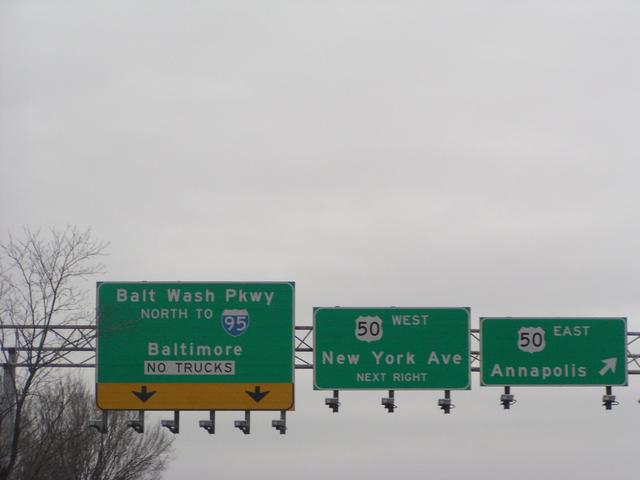 Balt Wash Pkwy
NORTH TO 95
Baltimore
NO TRUCKS
50 WEST
New York Ave
NEXT RIGHT
50 EAST
Annapolis